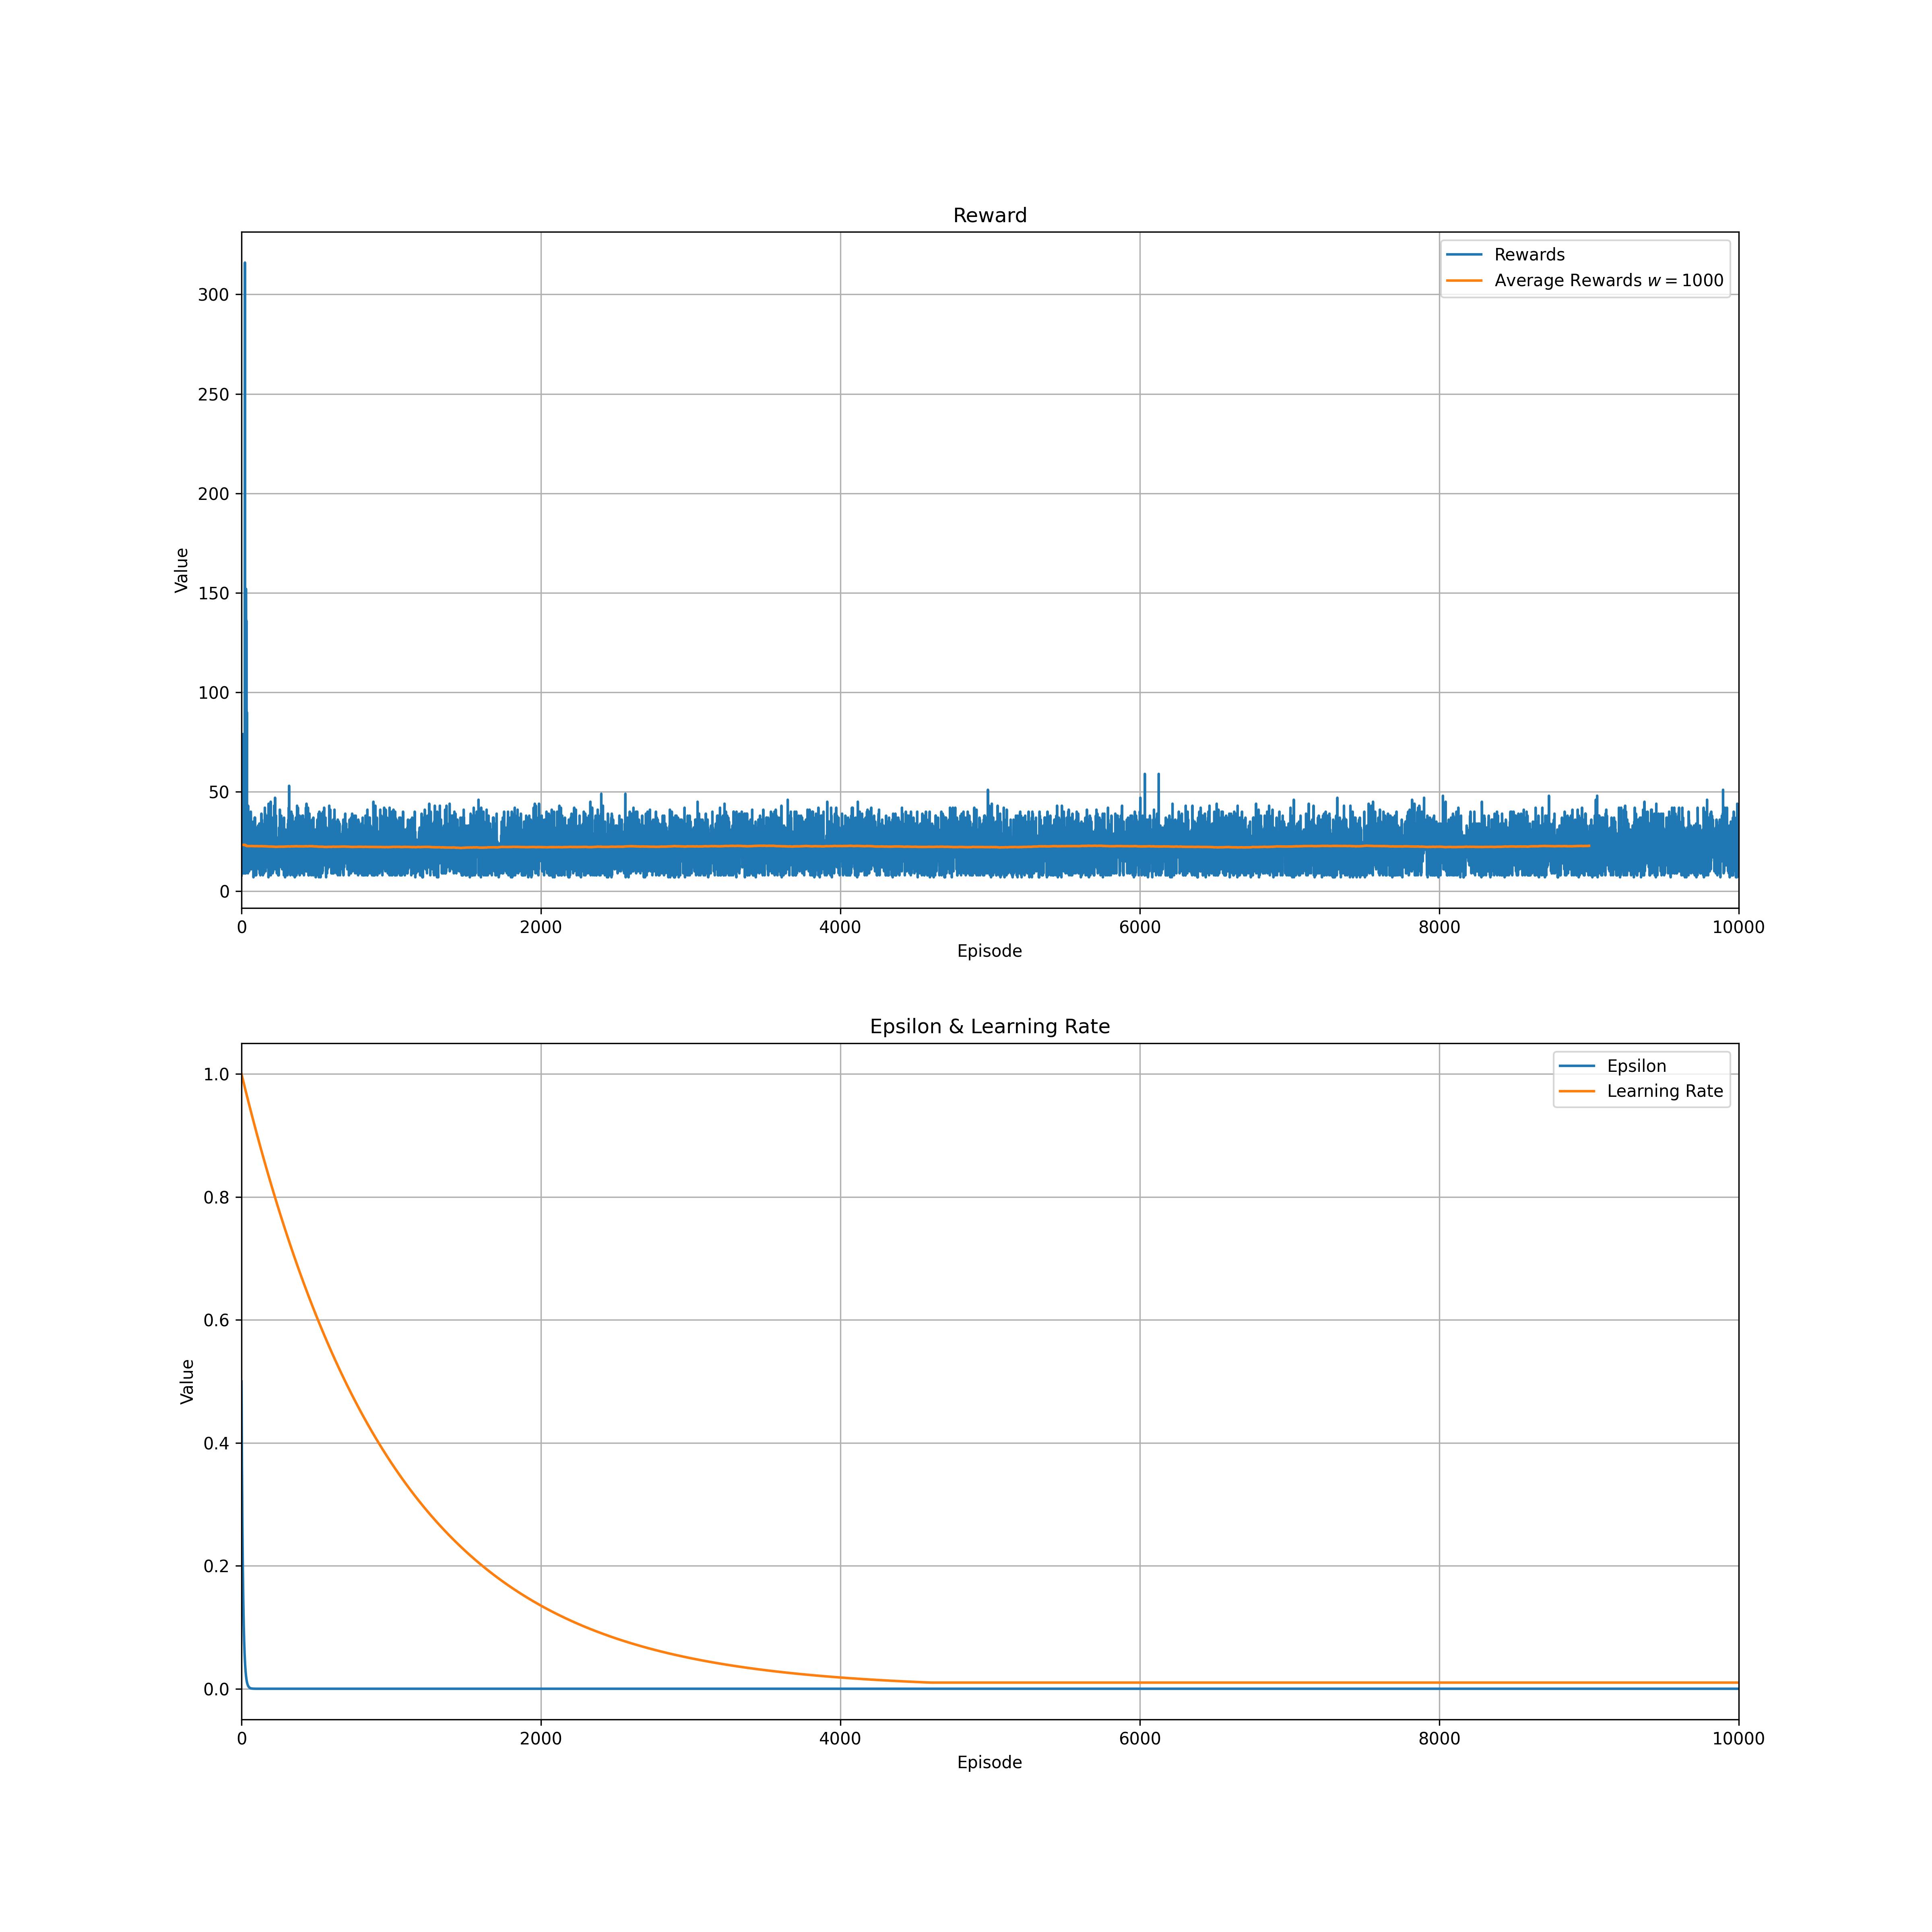 Reward
Rewards
Average Rewards w = 1000
300
250
200
150
100
50
0
Value
0 2000 4000 6000 8000 10000
Episode
Epsilon & Learning Rate
Epsilon
Learning Rate
1.0
0.8
0.6
0.4
0.2
0.0
Value
0 2000 4000 6000 8000 10000
Episode